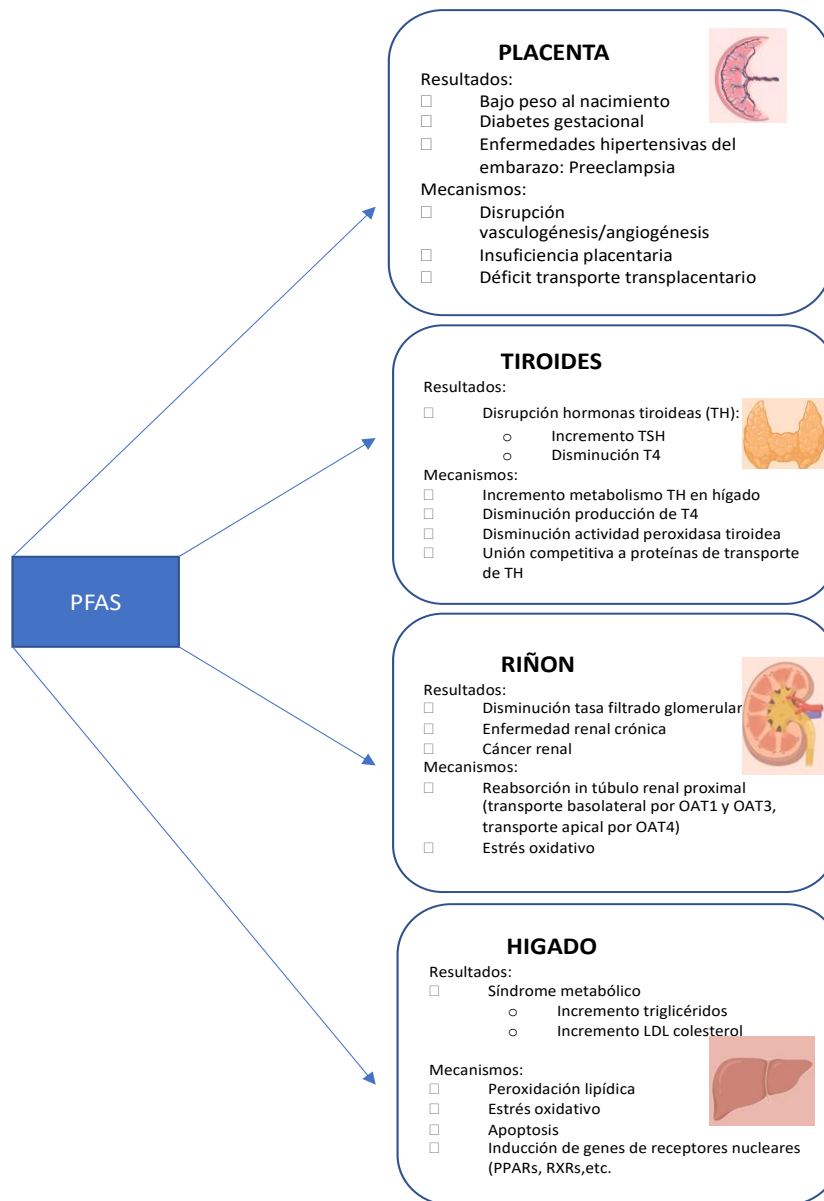 PLACENTA
Resultados:
□ Bajo peso al nacimiento
□ Diabetes gestacional
□ Enfermedades hipertensivas del
embarazo: Preeclampsia
Mecanismos:
□ Disrupción
vasculogénesis/angiogénesis
□ Insuficiencia placentaria
□ Déficit transporte transplacentario
TIROIDES
Resultados:
□ Disrupción hormonas tiroideas (TH):
o Incremento TSH
o Disminución T4
Mecanismos:
□ Incremento metabolismo TH en hígado
□ Disminución producción de T4
□ Disminución actividad peroxidasa tiroidea
□ Unión competitiva a proteínas de transporte
de TH
PFAS
RIÑON
Resultados:
□ Disminución tasa filtrado glomerular
□ Enfermedad renal crónica
□ Cáncer renal
Mecanismos:
□ Reabsorción in túbulo renal proximal
(transporte basolateral por OAT1 y OAT3,
transporte apical por OAT4)
□ Estrés oxidativo
HIGADO
Resultados:
□ Síndrome metabólico
o Incremento triglicéridos
o Incremento LDL colesterol
Mecanismos:
□ Peroxidación lipídica
□ Estrés oxidativo
□ Apoptosis
□ Inducción de genes de receptores nucleares
(PPARs, RXRs,etc.